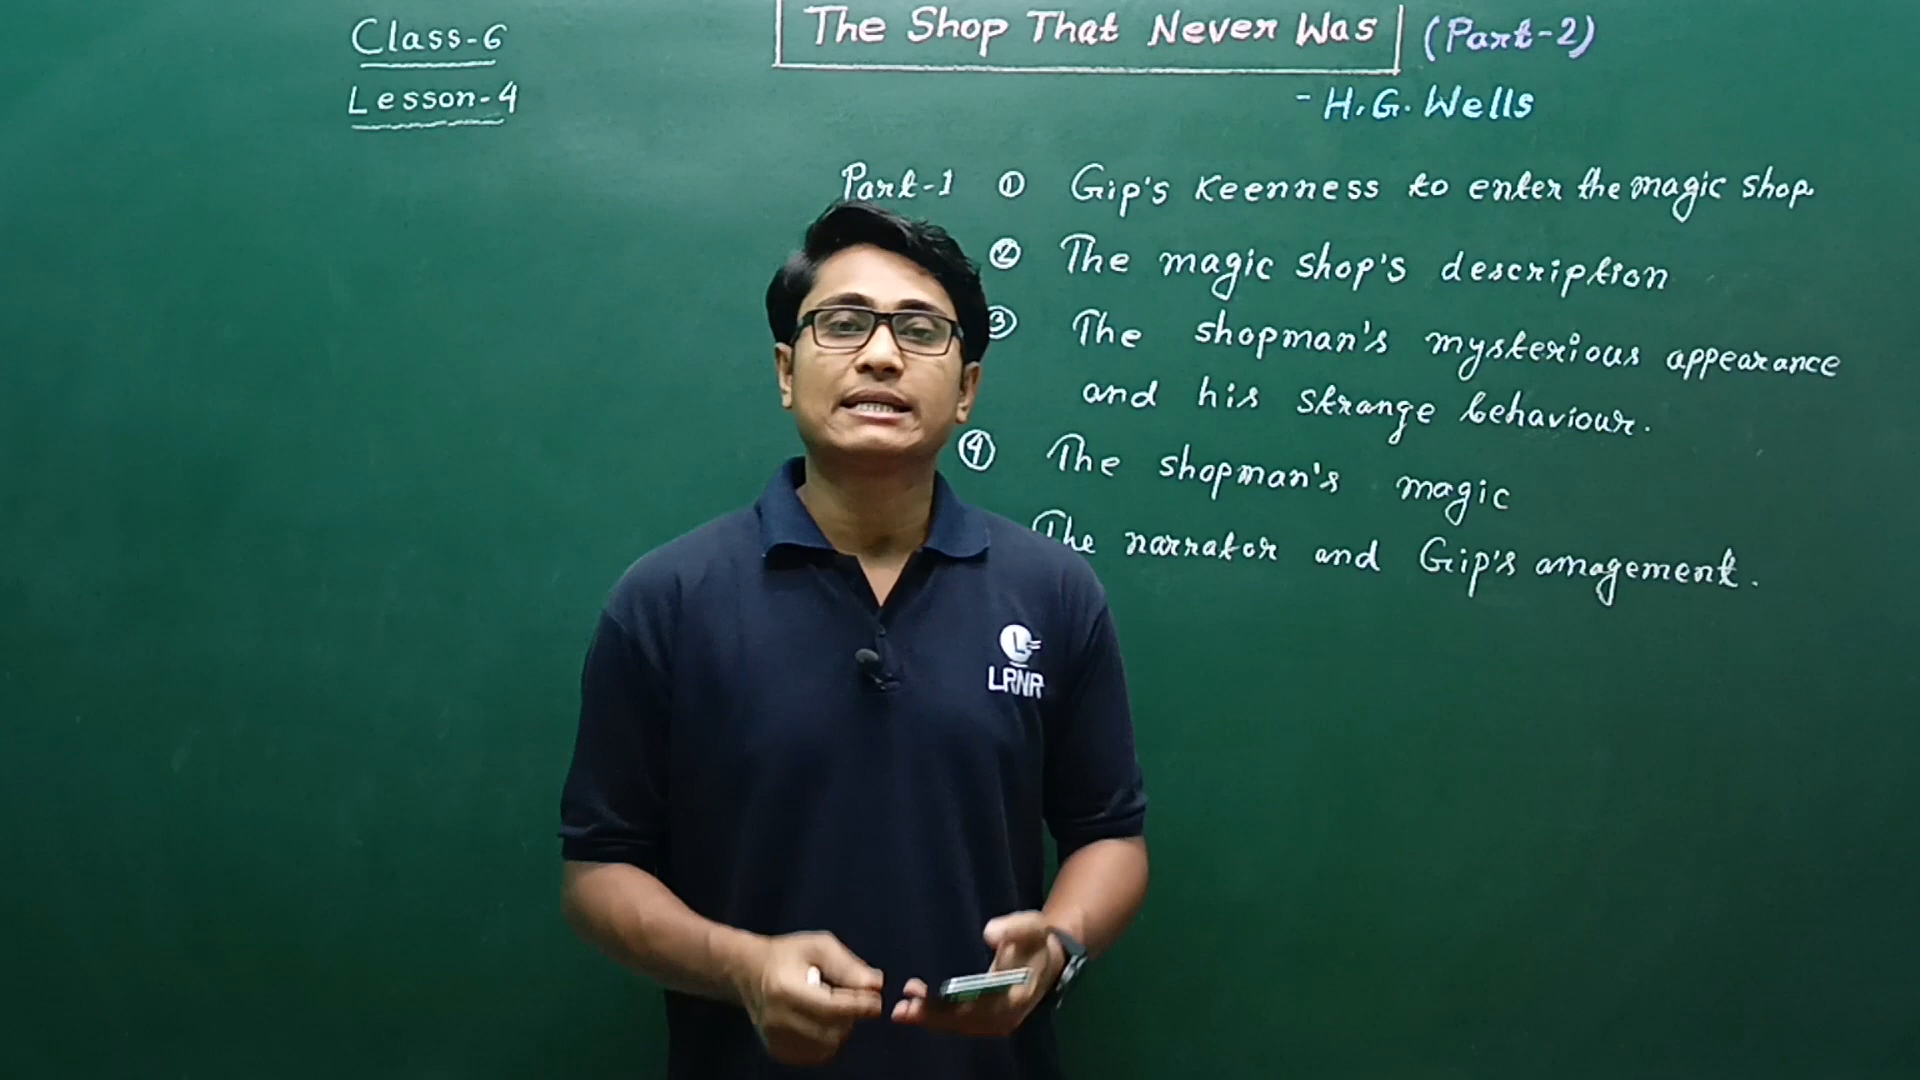 Class-6
Lesson-4
The Shop That Never Was (Part-2)
- H.G. Wells
Part-1 ① Gip's keenness to enter the magic shop
② The magic shop's description
③ The shopman's mysterious appearance
and his strange behaviour.
④ The shopman's magic
The narrator and Gip's amagement.
L
LRNR